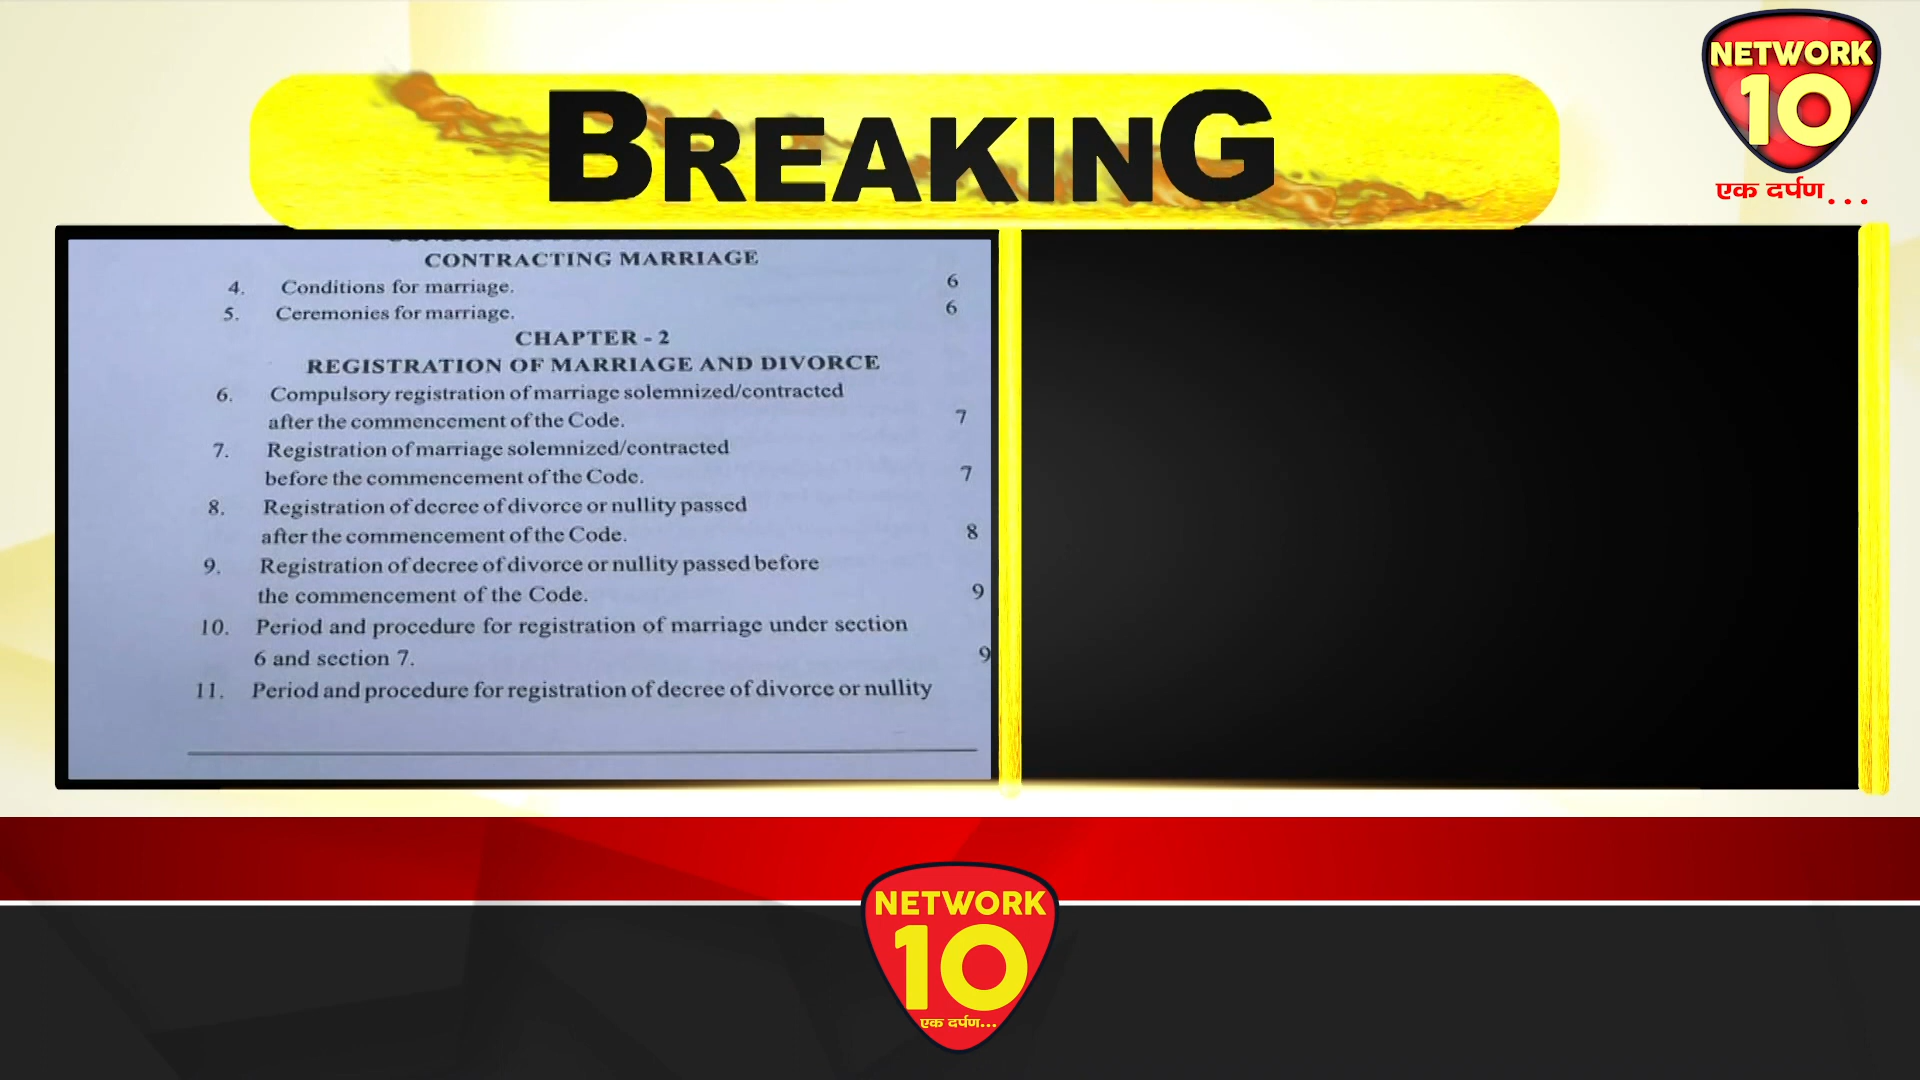 NETWORK
10
एक दर्पण...
BREAKING
CONTRACTING MARRIAGE
4. Conditions for marriage. 6
5. Ceremonies for marriage. 6
CHAPTER - 2
REGISTRATION OF MARRIAGE AND DIVORCE
6. Compulsory registration of marriage solemnized/contracted
after the commencement of the Code. 7
7. Registration of marriage solemnized/contracted
before the commencement of the Code. 7
8. Registration of decree of divorce or nullity passed
after the commencement of the Code. 8
9. Registration of decree of divorce or nullity passed before
the commencement of the Code. 9
10. Period and procedure for registration of marriage under section
6 and section 7. 9
11. Period and procedure for registration of decree of divorce or nullity
NETWORK
10
एक दर्पण...